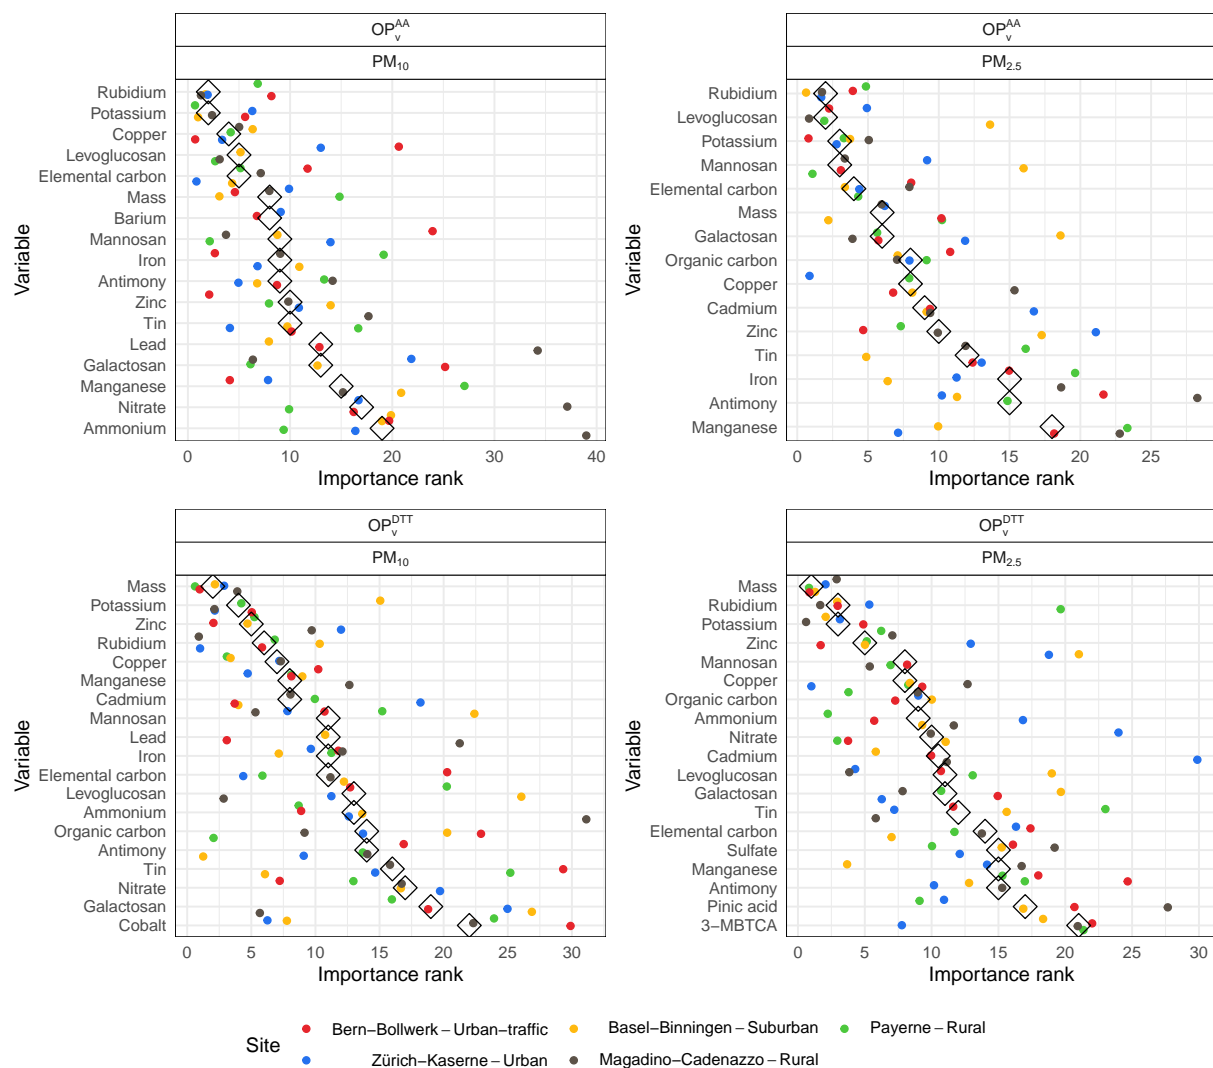 OP_v^AA
PM_10
Rubidium
Potassium
Copper
Levoglucosan
Elemental carbon
Mass
Barium
Mannosan
Iron
Antimony
Zinc
Tin
Lead
Galactosan
Manganese
Nitrate
Ammonium
0 10 20 30 40
Importance rank
Variable
OP_v^AA
PM_2.5
Rubidium
Levoglucosan
Potassium
Mannosan
Elemental carbon
Mass
Galactosan
Organic carbon
Copper
Cadmium
Zinc
Tin
Iron
Antimony
Manganese
0 5 10 15 20 25
Importance rank
Variable
OP_v^DTT
PM_10
Mass
Potassium
Zinc
Rubidium
Copper
Manganese
Cadmium
Mannosan
Lead
Iron
Elemental carbon
Levoglucosan
Ammonium
Organic carbon
Antimony
Tin
Nitrate
Galactosan
Cobalt
0 5 10 15 20 25 30
Importance rank
Variable
OP_v^DTT
PM_2.5
Mass
Rubidium
Potassium
Zinc
Mannosan
Copper
Organic carbon
Ammonium
Nitrate
Cadmium
Levoglucosan
Galactosan
Tin
Elemental carbon
Sulfate
Manganese
Antimony
Pinic acid
3−MBTCA
0 5 10 15 20 25 30
Importance rank
Variable
Site
Bern−Bollwerk – Urban−traffic
Basel−Binningen – Suburban
Payerne – Rural
Zürich−Kaserne – Urban
Magadino−Cadenazzo – Rural